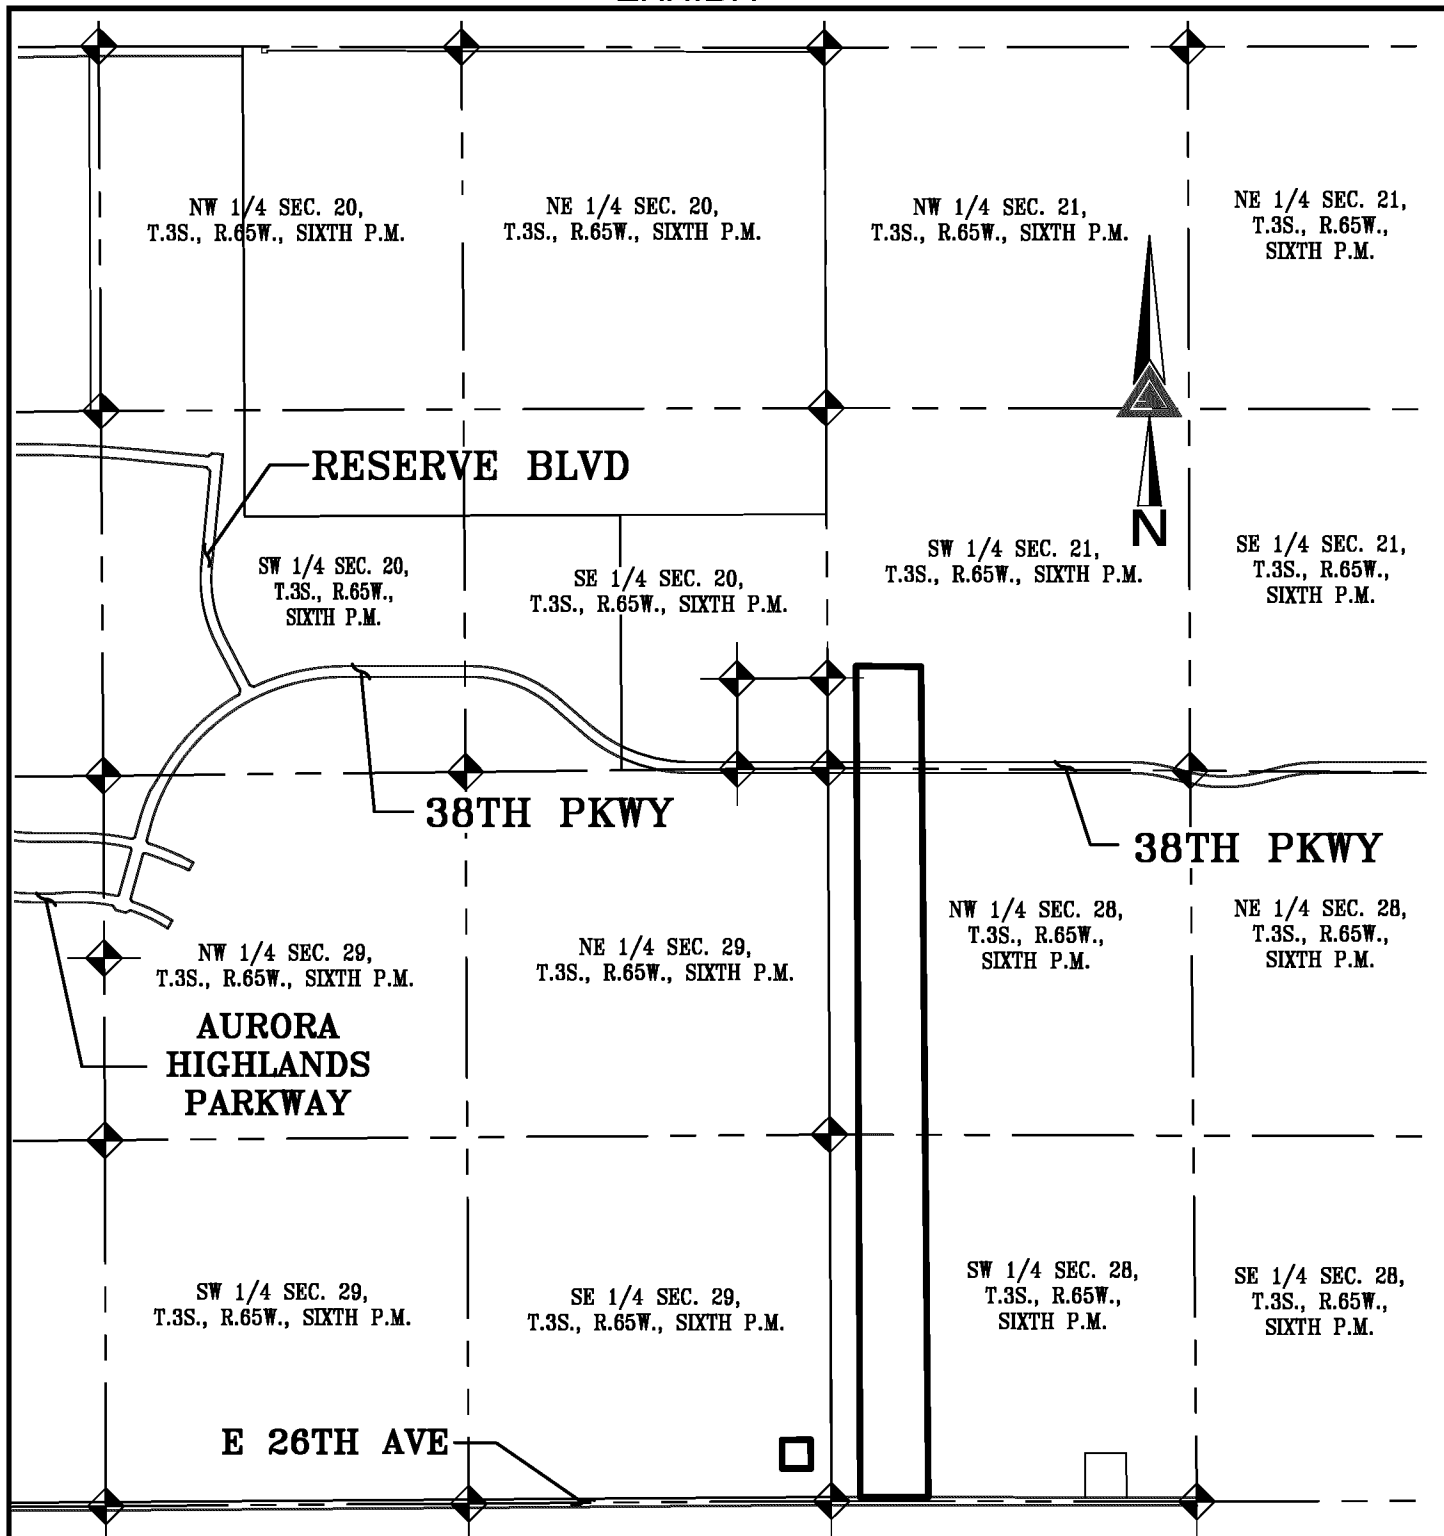 NW 1/4 SEC. 20,
T.3S., R.65W., SIXTH P.M.
NE 1/4 SEC. 20,
T.3S., R.65W., SIXTH P.M.
NW 1/4 SEC. 21,
T.3S., R.65W., SIXTH P.M.
NE 1/4 SEC. 21,
T.3S., R.65W.,
SIXTH P.M.
RESERVE BLVD
N
SW 1/4 SEC. 20,
T.3S., R.65W.,
SIXTH P.M.
SE 1/4 SEC. 20,
T.3S., R.65W., SIXTH P.M.
SW 1/4 SEC. 21,
T.3S., R.65W., SIXTH P.M.
SE 1/4 SEC. 21,
T.3S., R.65W.,
SIXTH P.M.
38TH PKWY
38TH PKWY
NW 1/4 SEC. 29,
T.3S., R.65W., SIXTH P.M.
NE 1/4 SEC. 29,
T.3S., R.65W., SIXTH P.M.
NW 1/4 SEC. 28,
T.3S., R.65W.,
SIXTH P.M.
NE 1/4 SEC. 28,
T.3S., R.65W.,
SIXTH P.M.
AURORA
HIGHLANDS
PARKWAY
SW 1/4 SEC. 29,
T.3S., R.65W., SIXTH P.M.
SE 1/4 SEC. 29,
T.3S., R.65W., SIXTH P.M.
SW 1/4 SEC. 28,
T.3S., R.65W.,
SIXTH P.M.
SE 1/4 SEC. 28,
T.3S., R.65W.,
SIXTH P.M.
E 26TH AVE